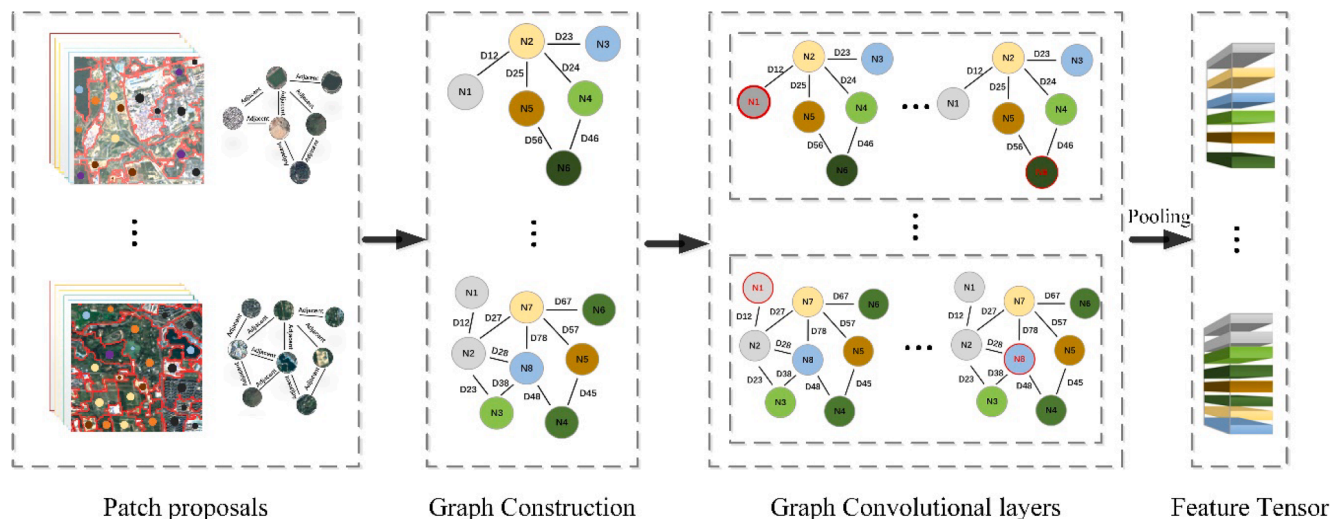 Adjacent
Adjacent
Adjacent
Adjacent
Adjacent
Adjacent
Adjacent
N1
N2
N3
N4
N5
N6
D12
D23
D25
D24
D56
D46
N1
N2
N3
N4
N5
N6
D12
D23
D25
D24
D56
D46
N1
N2
N3
N4
N5
N6
D12
D23
D25
D24
D56
D46
Pooling
Adjacent
Adjacent
Adjacent
Adjacent
Adjacent
Adjacent
Adjacent
Adjacent
N1
N7
N6
D67
D12
D27
D57
D78
N2
D28
N8
N5
D23
D38
D48
D45
N3
N4
N1
N7
N6
D67
D12
D27
D57
D78
N2
D28
N8
N5
D23
D38
D48
D45
N3
N4
N1
N7
N6
D67
D12
D27
D57
D78
N2
D28
N8
N5
D23
D38
D48
D45
N3
N4
Patch proposals
Graph Construction
Graph Convolutional layers
Feature Tensor